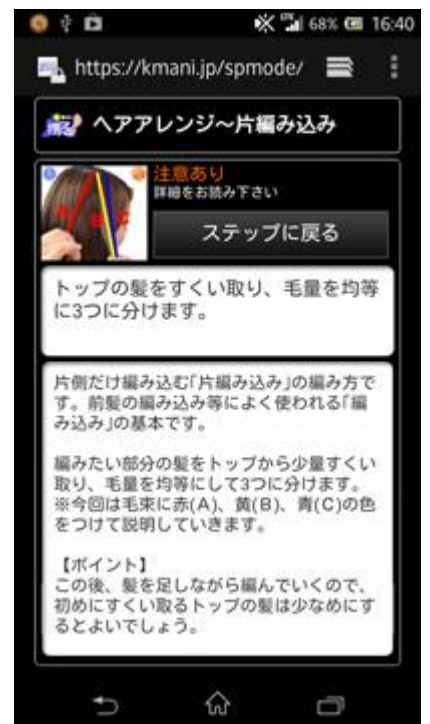 68% 16:40
https://kmani.jp/spmode/
ヘアアレンジ～片編み込み
注意あり
詳細をお読み下さい
A B C
ステップに戻る
トップの髪をすくい取り、毛量を均等
に3つに分けます。
片側だけ編み込む「片編み込み」の編み方で
す。前髪の編み込み等によく使われる「編
み込み」の基本です。
編みたい部分の髪をトップから少量すくい
取り、毛量を均等にして3つに分けます。
※今回は毛束に赤(A)、黄(B)、青(C)の色
をつけて説明していきます。
【ポイント】
この後、髪を足しながら編んでいくので、
初めにすくい取るトップの髪は少なめにす
るとよいでしょう。